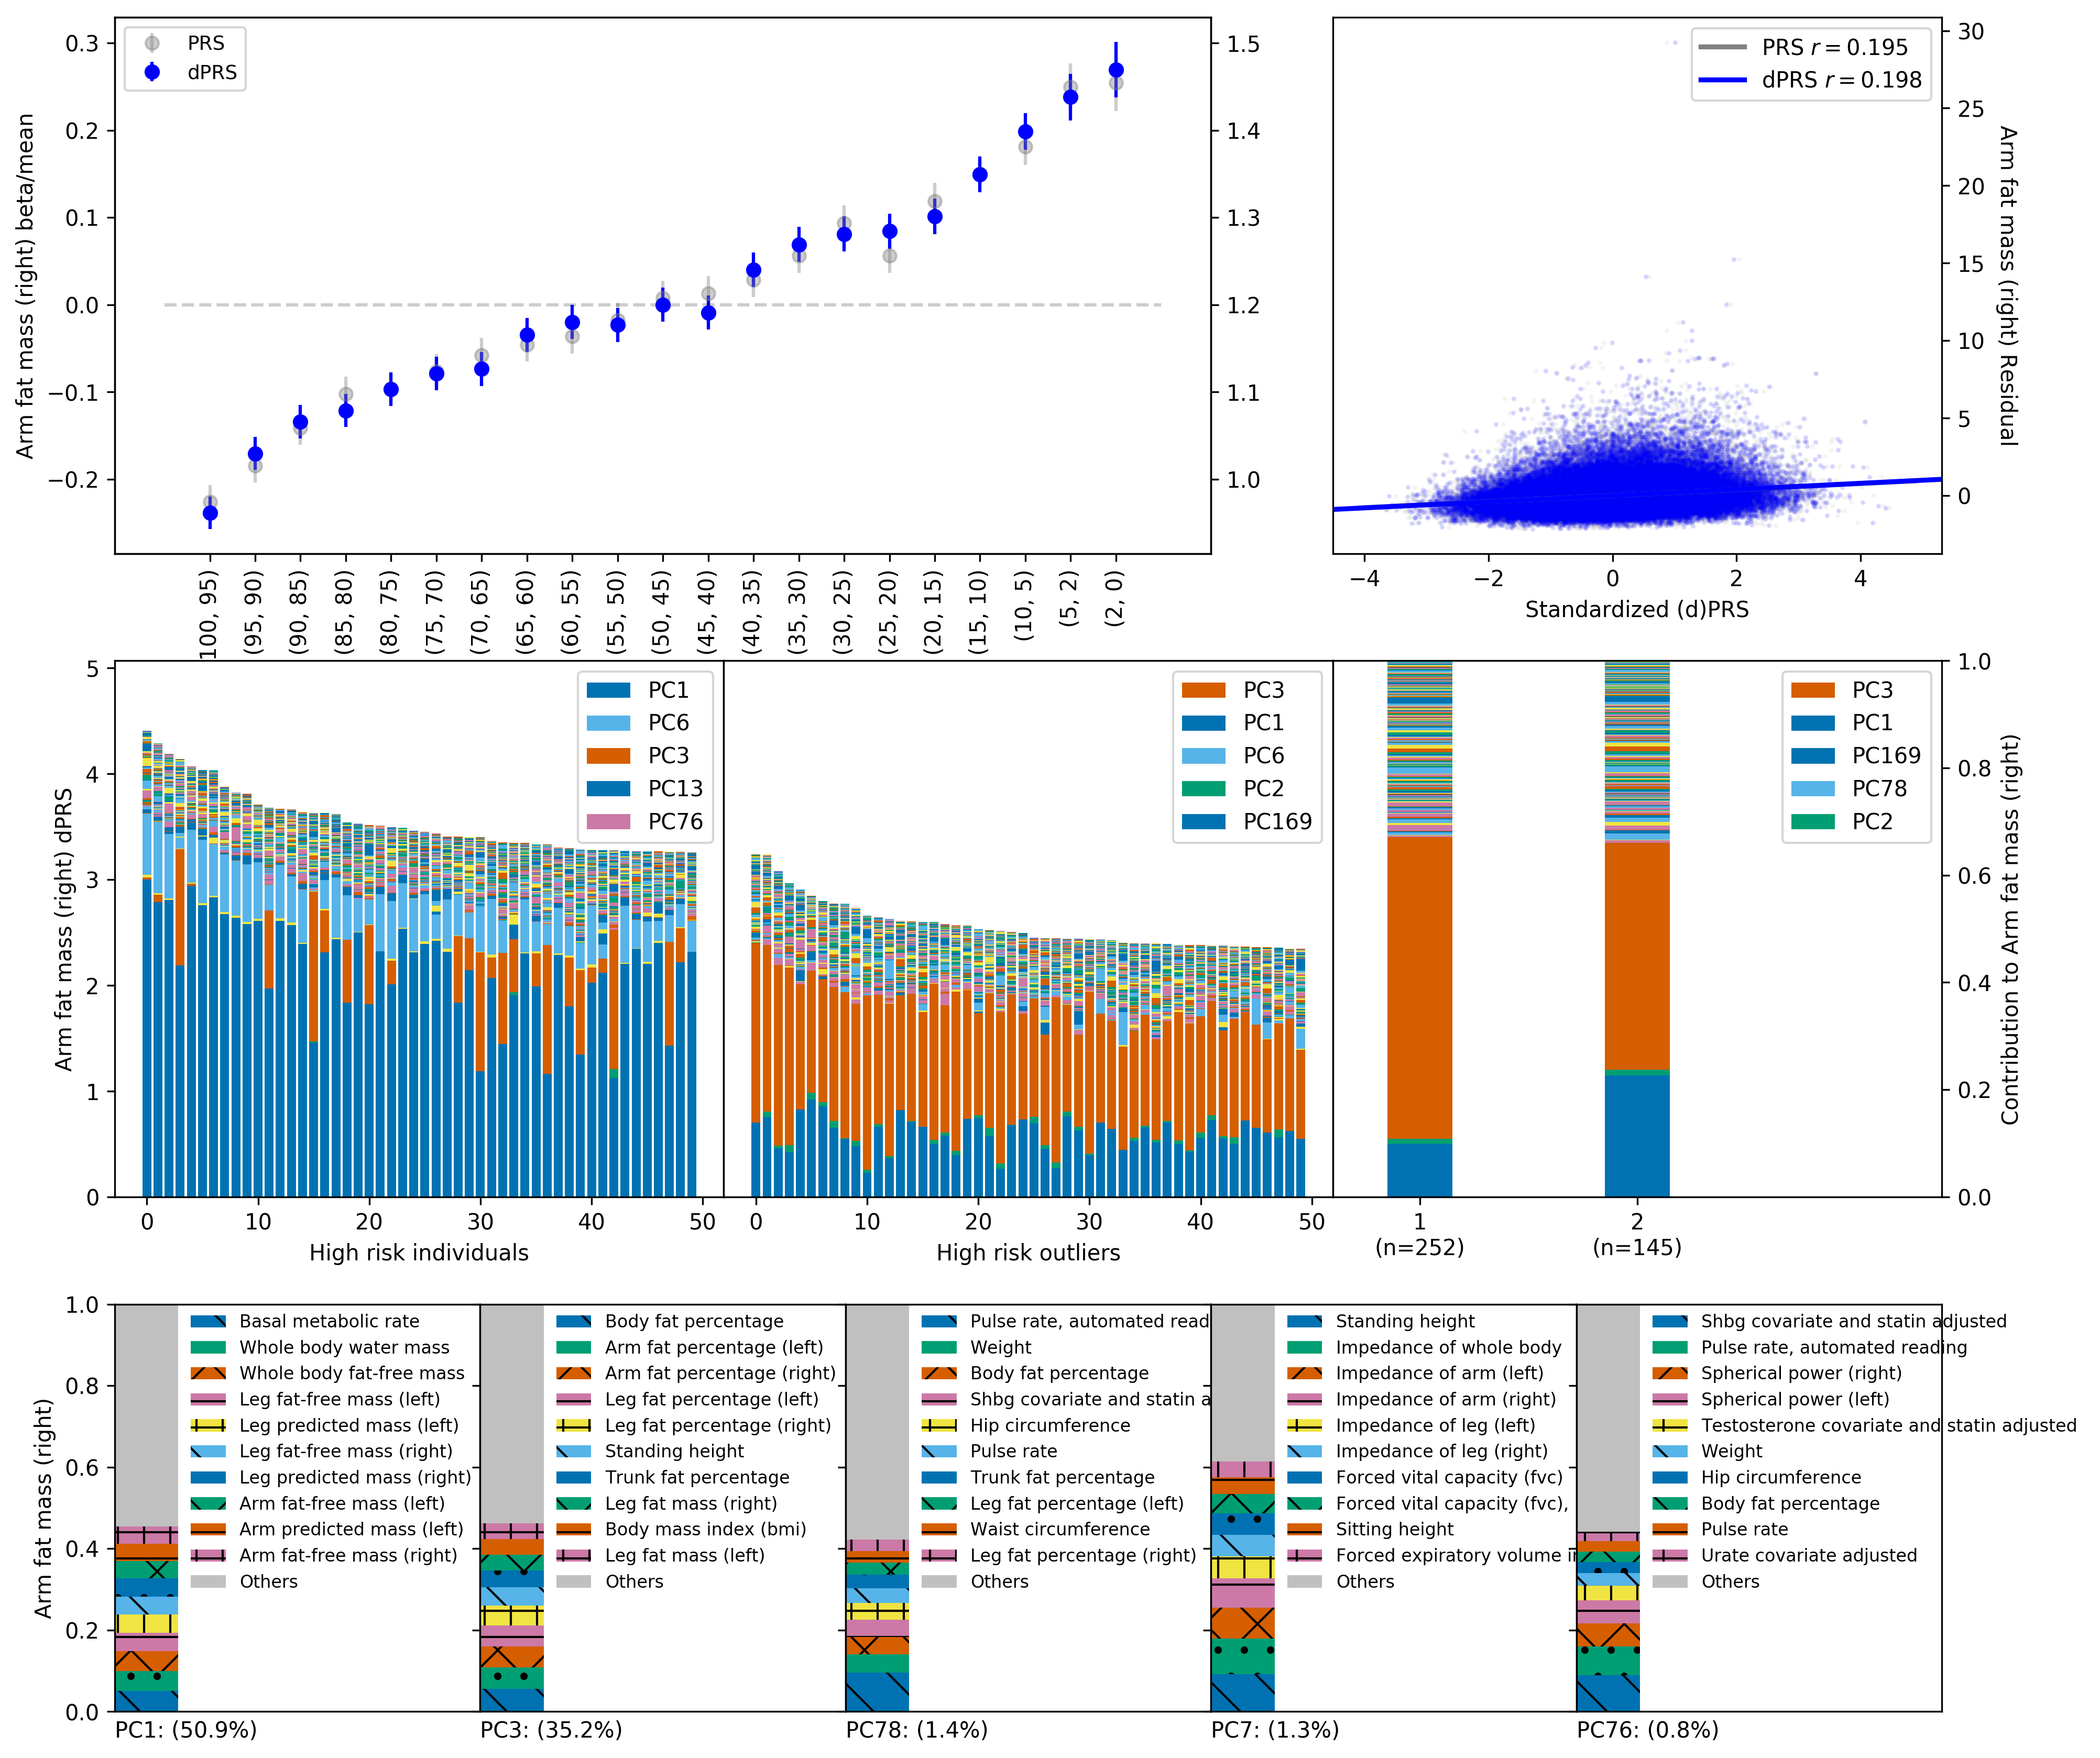 PRS
dPRS
0.3
0.2
0.1
0.0
−0.1
−0.2
Arm fat mass (right) beta/mean
1.5
1.4
1.3
1.2
1.1
1.0
100, 95)
(95, 90)
(90, 85)
(85, 80)
(80, 75)
(75, 70)
(70, 65)
(65, 60)
(60, 55)
(55, 50)
(50, 45)
(45, 40)
(40, 35)
(35, 30)
(30, 25)
(25, 20)
(20, 15)
(15, 10)
(10, 5)
(5, 2)
(2, 0)
PRS r = 0.195
dPRS r = 0.198
30
25
20
15
10
5
0
Arm fat mass (right) Residual
−4 −2 0 2 4
Standardized (d)PRS
5
4
3
2
1
0
Arm fat mass (right) dPRS
PC1
PC6
PC3
PC13
PC76
0 10 20 30 40 50
High risk individuals
PC3
PC1
PC6
PC2
PC169
0 10 20 30 40 50
High risk outliers
PC3
PC1
PC169
PC78
PC2
1 2
(n=252) (n=145)
1.0
0.8
0.6
0.4
0.2
0.0
Contribution to Arm fat mass (right)
1.0
0.8
0.6
0.4
0.2
0.0
Arm fat mass (right)
Basal metabolic rate
Whole body water mass
Whole body fat-free mass
Leg fat-free mass (left)
Leg predicted mass (left)
Leg fat-free mass (right)
Leg predicted mass (right)
Arm fat-free mass (left)
Arm predicted mass (left)
Arm fat-free mass (right)
Others
PC1: (50.9%)
Body fat percentage
Arm fat percentage (left)
Arm fat percentage (right)
Leg fat percentage (left)
Leg fat percentage (right)
Standing height
Trunk fat percentage
Leg fat mass (right)
Body mass index (bmi)
Leg fat mass (left)
Others
PC3: (35.2%)
Pulse rate, automated read
Weight
Body fat percentage
Shbg covariate and statin a
Hip circumference
Pulse rate
Trunk fat percentage
Leg fat percentage (left)
Waist circumference
Leg fat percentage (right)
Others
PC78: (1.4%)
Standing height
Impedance of whole body
Impedance of arm (left)
Impedance of arm (right)
Impedance of leg (left)
Impedance of leg (right)
Forced vital capacity (fvc)
Forced vital capacity (fvc),
Sitting height
Forced expiratory volume in
Others
PC7: (1.3%)
Shbg covariate and statin adjusted
Pulse rate, automated reading
Spherical power (right)
Spherical power (left)
Testosterone covariate and statin adjusted
Weight
Hip circumference
Body fat percentage
Pulse rate
Urate covariate adjusted
Others
PC76: (0.8%)